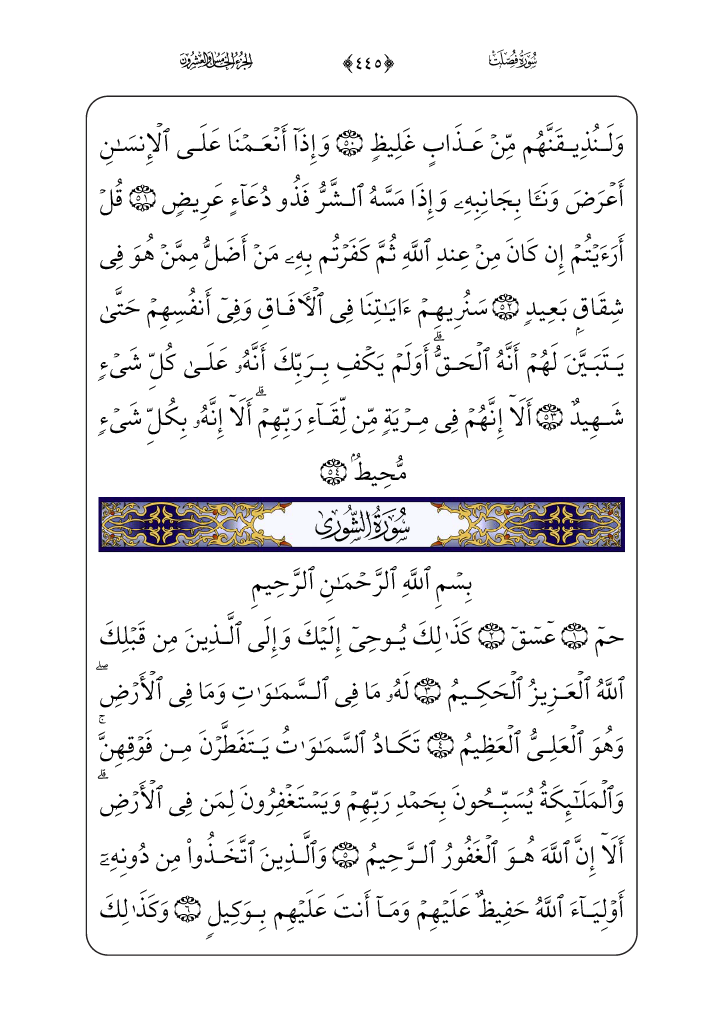 سُورَةُ فُصِّلَتْ ﴿٤٤٥﴾ الجُزْءُ الخَامِسُ وَالعِشْرُونَ
وَلَنُذِيقَنَّهُم مِّنْ عَذَابٍ غَلِيظٖ ۝٥٠ وَإِذَآ أَنْعَمْنَا عَلَى ٱلْإِنسَٰنِ
أَعْرَضَ وَنَـَٔا بِجَانِبِهِۦ وَإِذَا مَسَّهُ ٱلشَّرُّ فَذُو دُعَآءٍ عَرِيضٖ ۝٥١ قُلْ
أَرَءَيْتُمْ إِن كَانَ مِنْ عِندِ ٱللَّهِ ثُمَّ كَفَرْتُم بِهِۦ مَنْ أَضَلُّ مِمَّنْ هُوَ فِى
شِقَاقِۭ بَعِيدٖ ۝٥٢ سَنُرِيهِمْ ءَايَٰتِنَا فِى ٱلْأٓفَاقِ وَفِىٓ أَنفُسِهِمْ حَتَّىٰ
يَتَبَيَّنَ لَهُمْ أَنَّهُ ٱلْحَقُّۗ أَوَلَمْ يَكْفِ بِرَبِّكَ أَنَّهُۥ عَلَىٰ كُلِّ شَىْءٖ
شَهِيدٌ ۝٥٣ أَلَآ إِنَّهُمْ فِى مِرْيَةٖ مِّن لِّقَآءِ رَبِّهِمْۗ أَلَآ إِنَّهُۥ بِكُلِّ شَىْءٖ
مُّحِيطُۢ ۝٥٤
سُورَةُ الشُّورَىٰ
بِسْمِ ٱللَّهِ ٱلرَّحْمَٰنِ ٱلرَّحِيمِ
حمٓ ۝١ عٓسٓقٓ ۝٢ كَذَٰلِكَ يُوحِىٓ إِلَيْكَ وَإِلَى ٱلَّذِينَ مِن قَبْلِكَ
ٱللَّهُ ٱلْعَزِيزُ ٱلْحَكِيمُ ۝٣ لَهُۥ مَا فِى ٱلسَّمَٰوَٰتِ وَمَا فِى ٱلْأَرْضِۖ
وَهُوَ ٱلْعَلِىُّ ٱلْعَظِيمُ ۝٤ تَكَادُ ٱلسَّمَٰوَٰتُ يَتَفَطَّرْنَ مِن فَوْقِهِنَّۚ
وَٱلْمَلَٰٓئِكَةُ يُسَبِّحُونَ بِحَمْدِ رَبِّهِمْ وَيَسْتَغْفِرُونَ لِمَن فِى ٱلْأَرْضِۗ
أَلَآ إِنَّ ٱللَّهَ هُوَ ٱلْغَفُورُ ٱلرَّحِيمُ ۝٥ وَٱلَّذِينَ ٱتَّخَذُوا۟ مِن دُونِهِۦٓ
أَوْلِيَآءَ ٱللَّهُ حَفِيظٌ عَلَيْهِمْ وَمَآ أَنتَ عَلَيْهِم بِوَكِيلٖ ۝٦ وَكَذَٰلِكَ